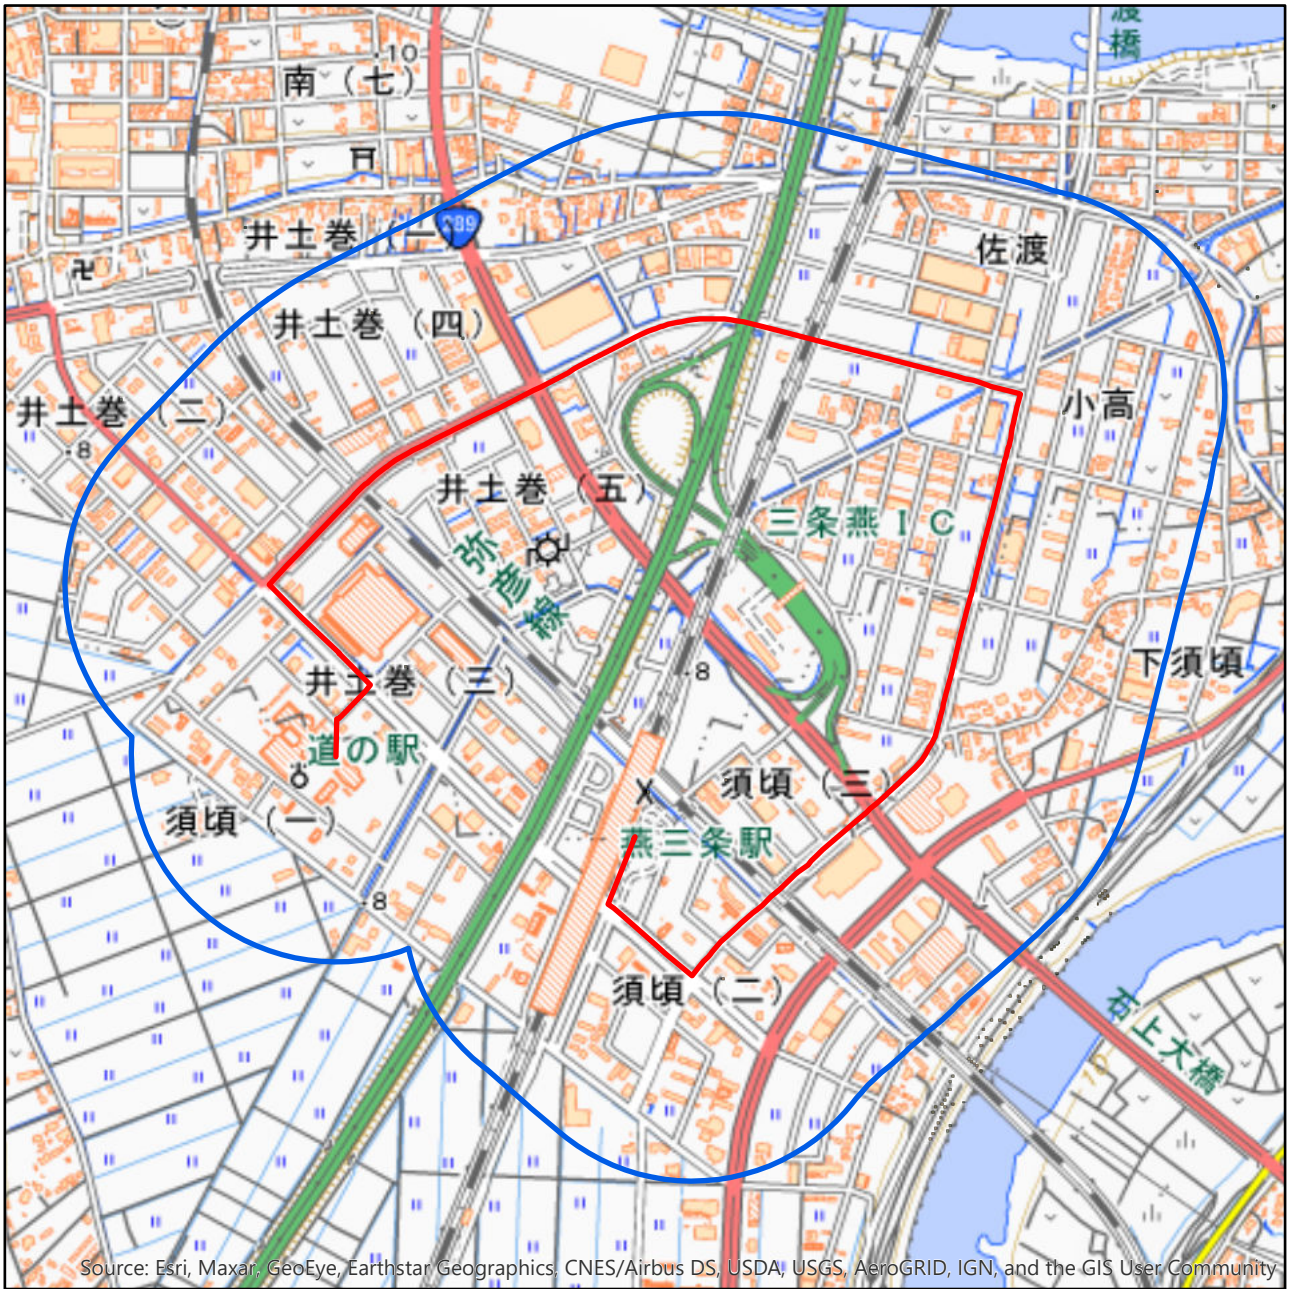 渡橋
10
南（七）
井土巻（一）
289
佐渡
井土巻（四）
井土巻（二）
8
小高
井土巻（五）
三条燕ＩＣ
弥彦線
8
下須頃
井土巻（三）
道の駅
須頃（三）
須頃（一）
燕三条駅
8
須頃（二）
石上大橋
10
Source: Esri, Maxar, GeoEye, Earthstar Geographics, CNES/Airbus DS, USDA, USGS, AeroGRID, IGN, and the GIS User Community